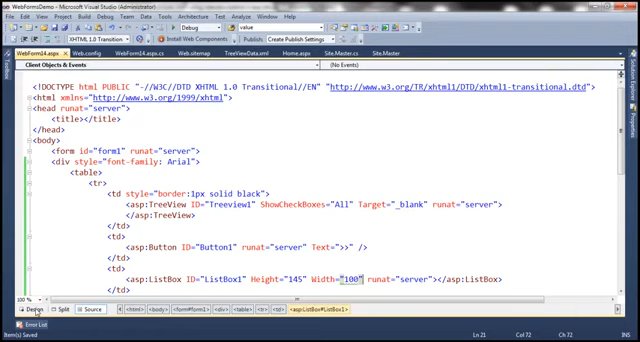 WebFormsDemo - Microsoft Visual Studio (Administrator)
File Edit View Project Build Debug Team Data Tools Architecture Test Analyze Window Help
Debug value
XHTML 1.0 Transition Install Web Components Publish: Create Publish Settings
WebForm14.aspx Web.config WebForm14.aspx.cs Web.sitemap TreeViewData.xml Home.aspx Site.Master.cs Site.Master
Client Objects & Events (No Events)
Toolbox
Solution Explorer
Properties
<!DOCTYPE html PUBLIC "-//W3C//DTD XHTML 1.0 Transitional//EN" "http://www.w3.org/TR/xhtml1/DTD/xhtml1-transitional.dtd
<html xmlns="http://www.w3.org/1999/xhtml">
<head runat="server">
<title></title>
</head>
<body>
<form id="form1" runat="server">
<div style="font-family: Arial">
<table>
<tr>
<td style="border:1px solid black">
<asp:TreeView ID="Treeview1" ShowCheckBoxes="All" Target="_blank" runat="server">
</asp:TreeView>
</td>
<td>
<asp:Button ID="Button1" runat="server" Text=">>" />
</td>
<td>
<asp:ListBox ID="ListBox1" Height="145" Width="100" runat="server"></asp:ListBox>
</td>
100 %
Design Split Source <html> <body> <form#form1> <div> <table> <tr> <td> <asp:ListBox#ListBox1>
Error List
Item(s) Saved Ln 21 Col 72 Ch 72